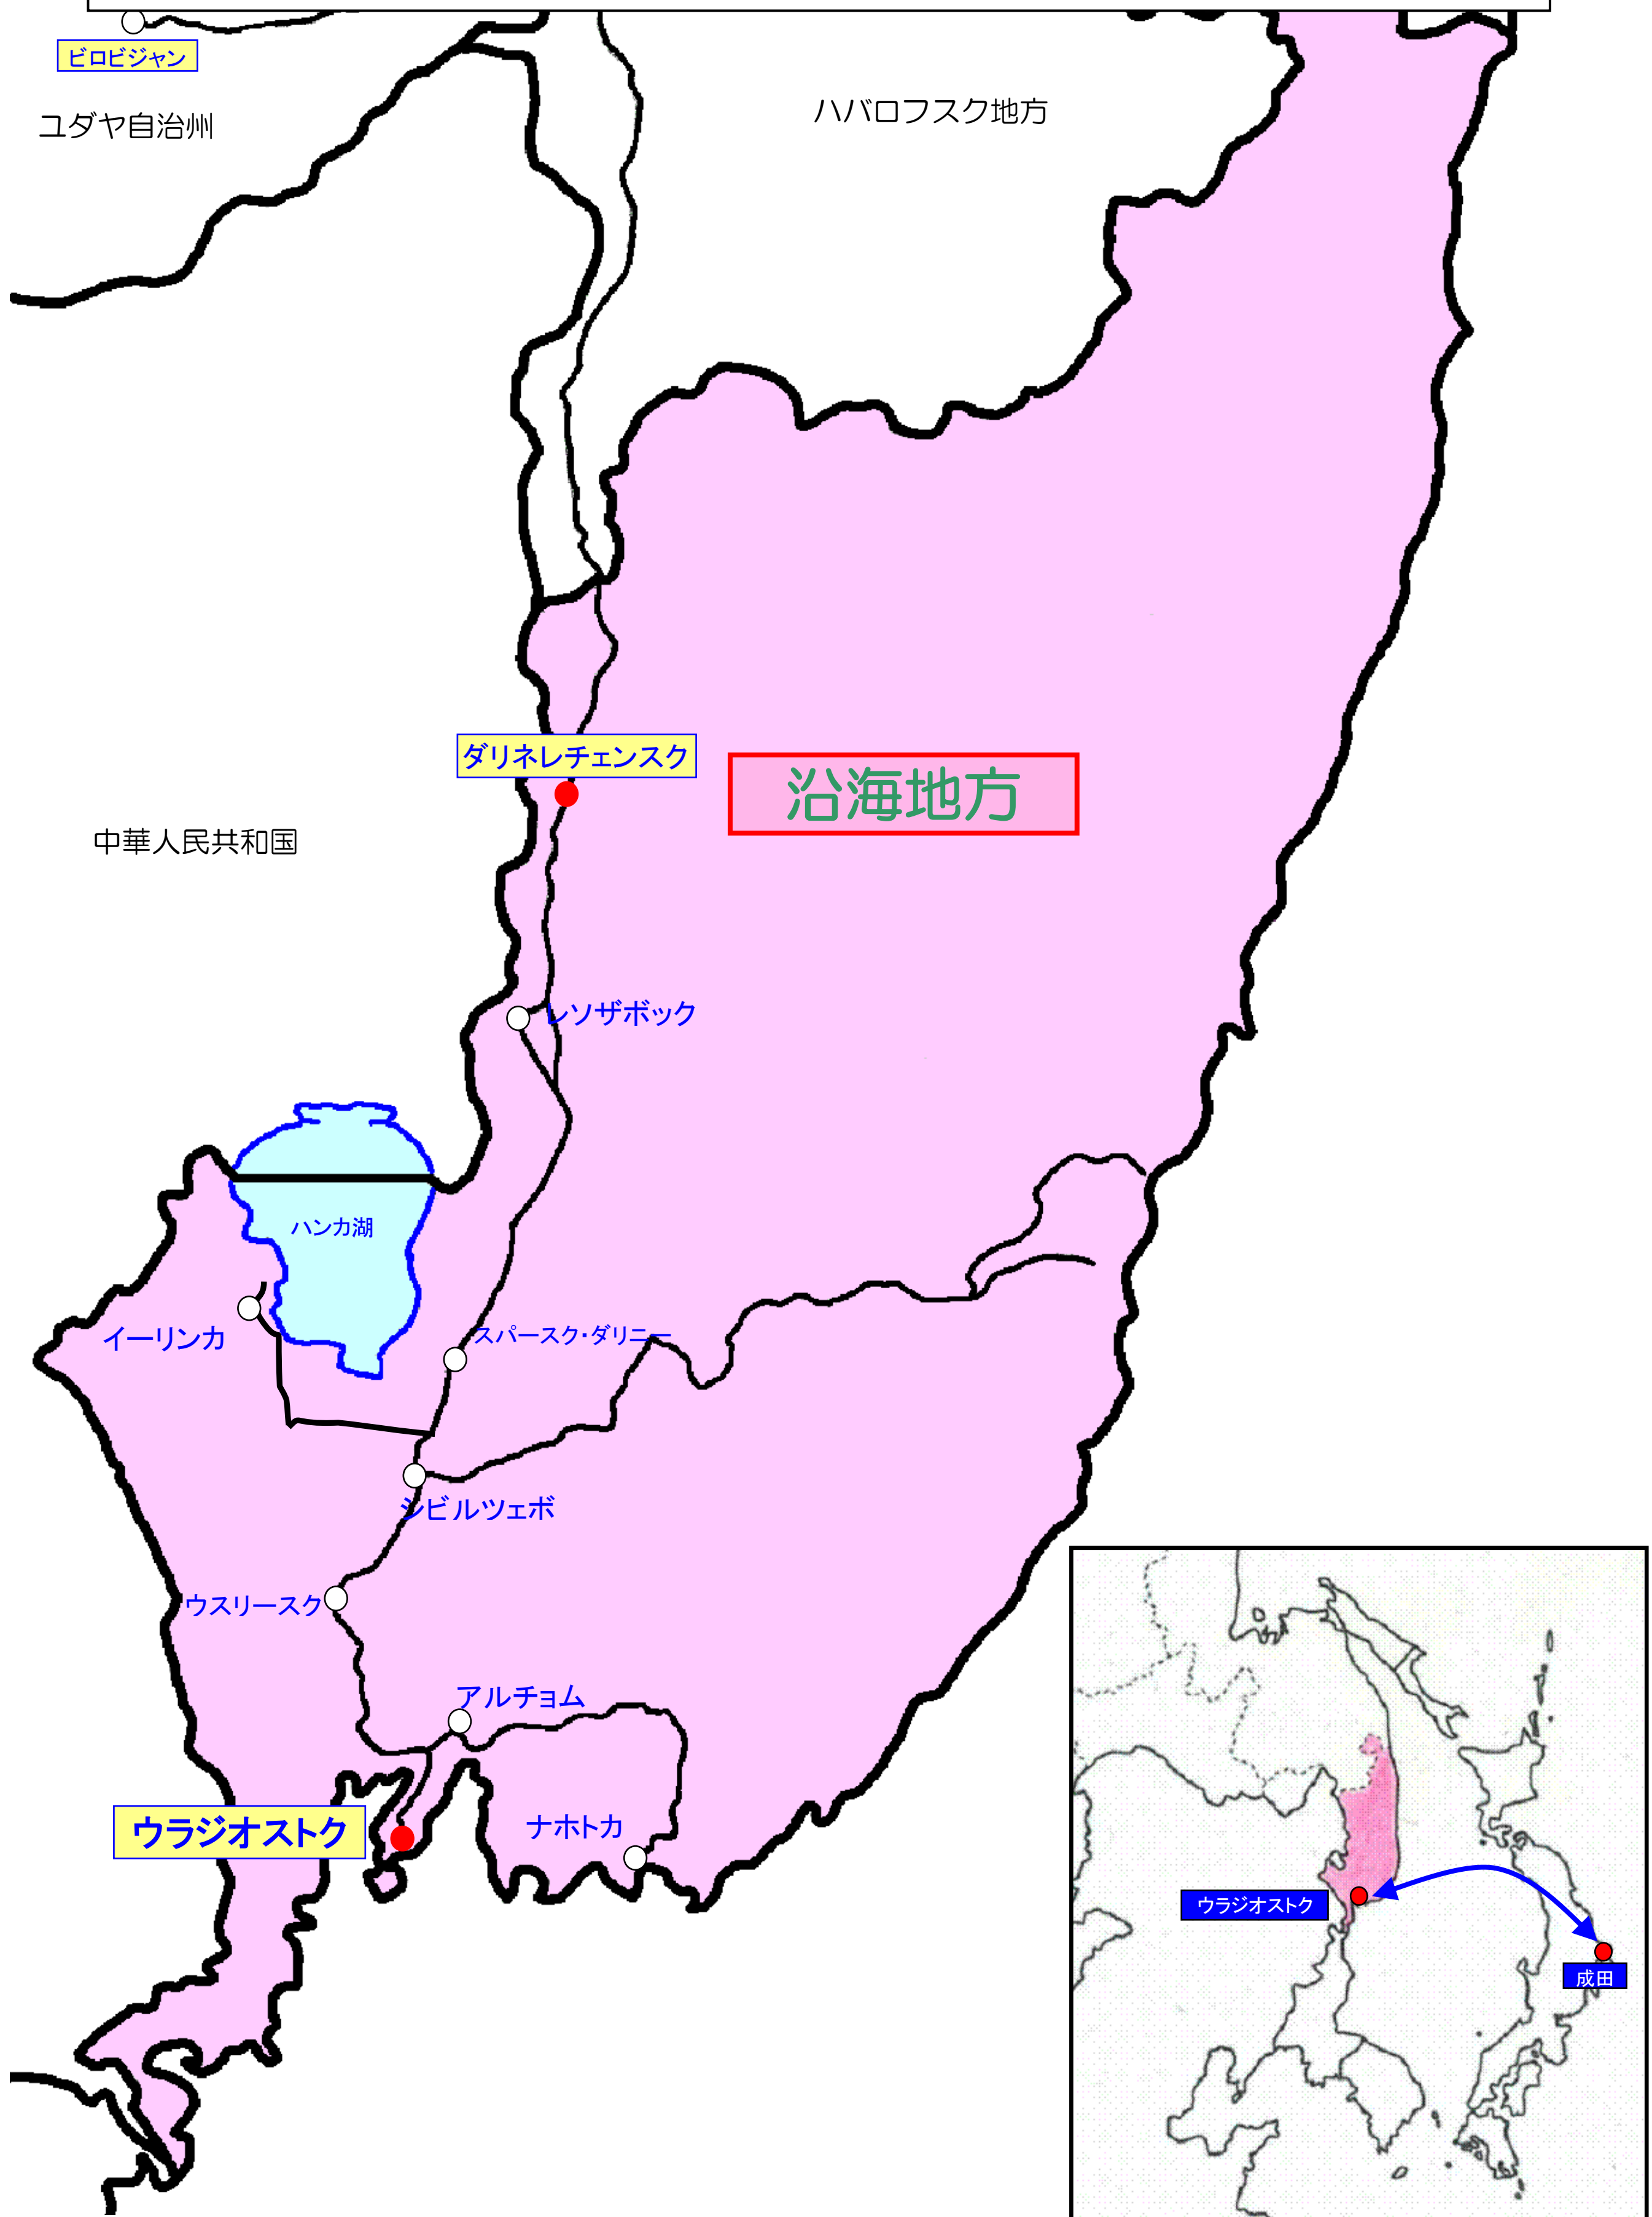 ビロビジャン
ユダヤ自治州
ハバロフスク地方
ダリネレチェンスク
沿海地方
中華人民共和国
レソザボック
ハンカ湖
イーリンカ
スパースク・ダリニー
シビルツェボ
ウスリースク
アルチョム
ウラジオストク
ナホトカ
ウラジオストク
成田